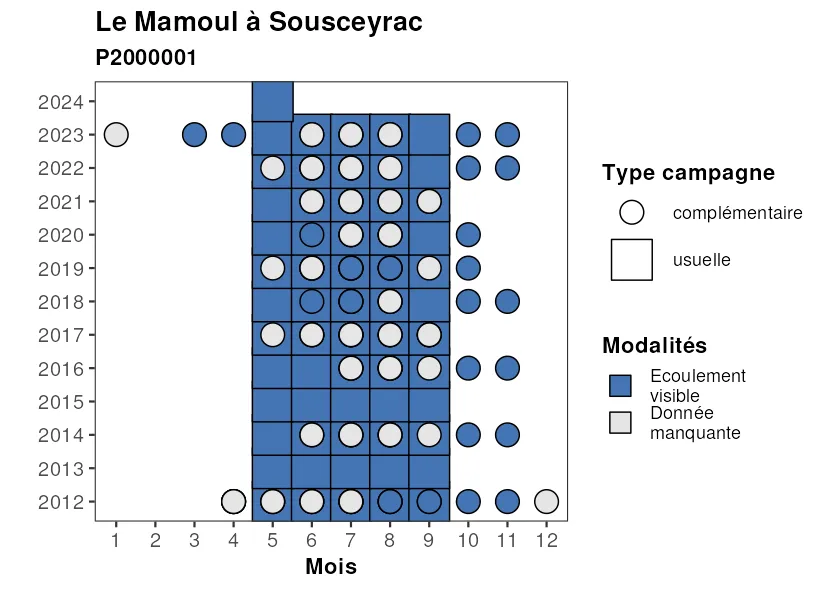 Le Mamoul à Sousceyrac
P2000001
2024
2023
2022
2021
2020
2019
2018
2017
2016
2015
2014
2013
2012
1 2 3 4 5 6 7 8 9 10 11 12
Mois
Type campagne
complémentaire
usuelle
Modalités
Ecoulement
visible
Donnée
manquante